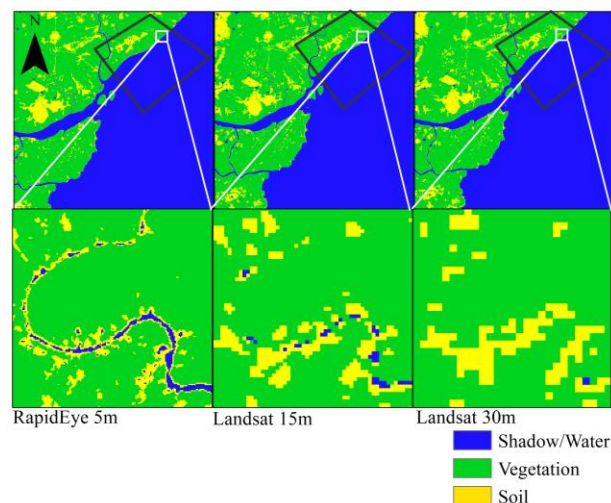 N
RapidEye 5m
Landsat 15m
Landsat 30m
Shadow/Water
Vegetation
Soil